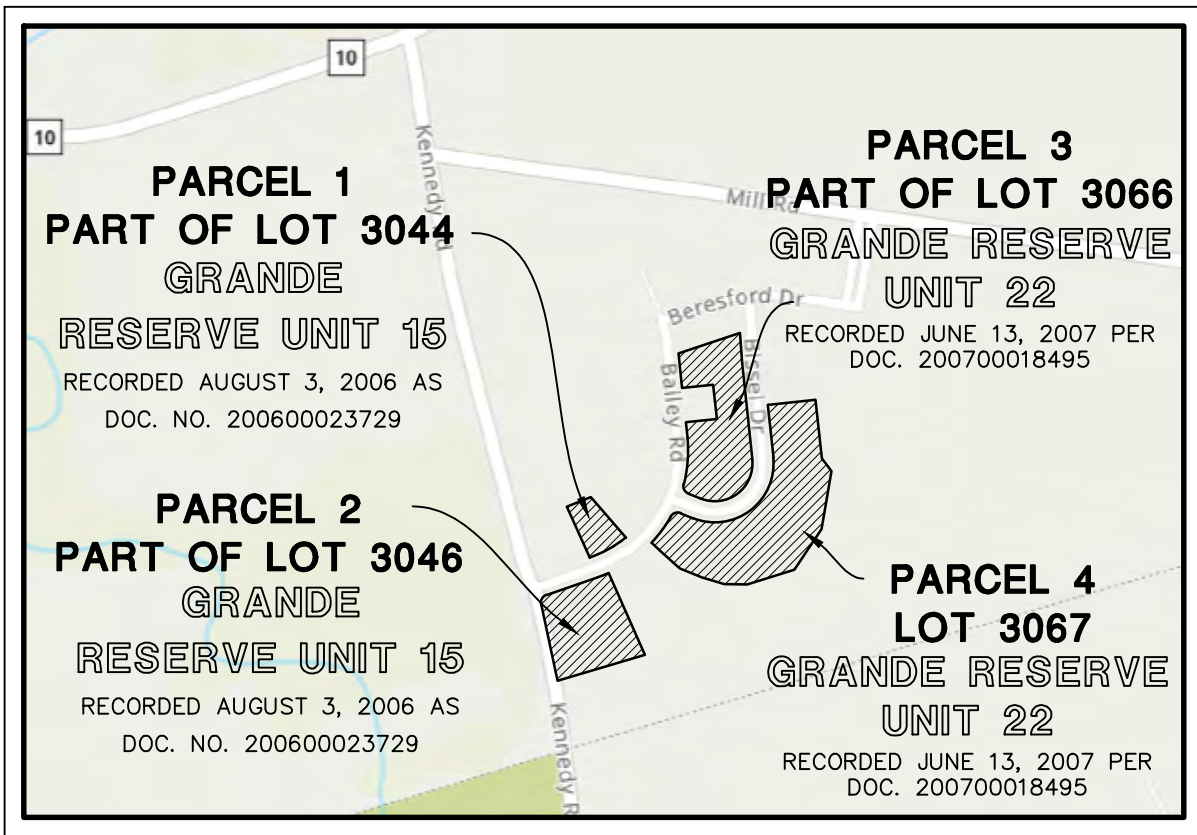 10
10
Kennedy Rd
Mill Rd
PARCEL 1
PART OF LOT 3044
GRANDE
RESERVE UNIT 15
RECORDED AUGUST 3, 2006 AS
DOC. NO. 200600023729
PARCEL 3
PART OF LOT 3066
GRANDE RESERVE
UNIT 22
RECORDED JUNE 13, 2007 PER
DOC. 200700018495
Beresford Dr
Bailey Rd
Bissel Dr
PARCEL 2
PART OF LOT 3046
GRANDE
RESERVE UNIT 15
RECORDED AUGUST 3, 2006 AS
DOC. NO. 200600023729
PARCEL 4
LOT 3067
GRANDE RESERVE
UNIT 22
RECORDED JUNE 13, 2007 PER
DOC. 200700018495
Kennedy R